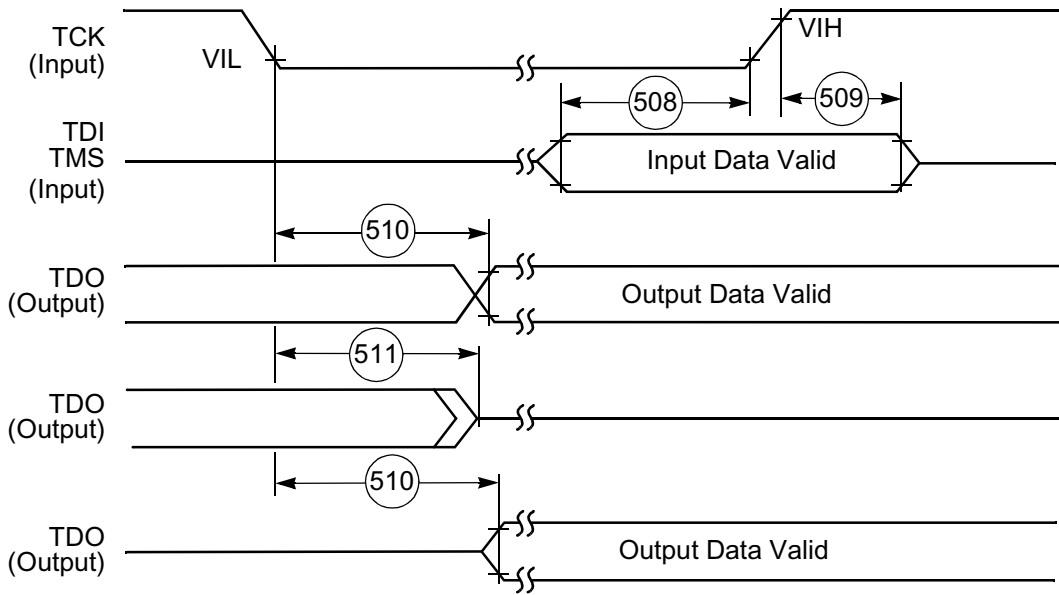 TCK
(Input)
VIL
VIH
508
509
TDI
TMS
(Input)
Input Data Valid
510
TDO
(Output)
Output Data Valid
511
TDO
(Output)
510
TDO
(Output)
Output Data Valid